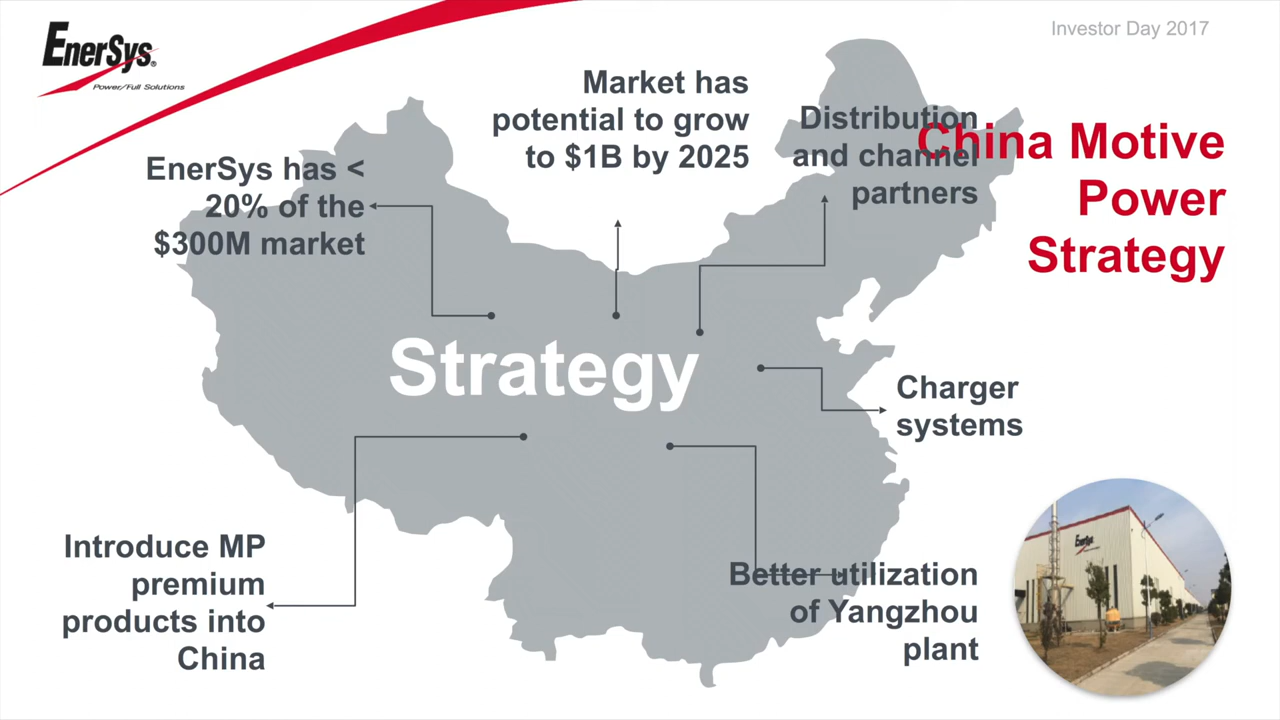 EnerSys®
Power/Full Solutions
Investor Day 2017
China Motive
Power
Strategy
EnerSys has <
20% of the
$300M market
Market has
potential to grow
to $1B by 2025
Distribution
and channel
partners
Strategy
Charger
systems
Introduce MP
premium
products into
China
Better utilization
of Yangzhou
plant
EnerSys